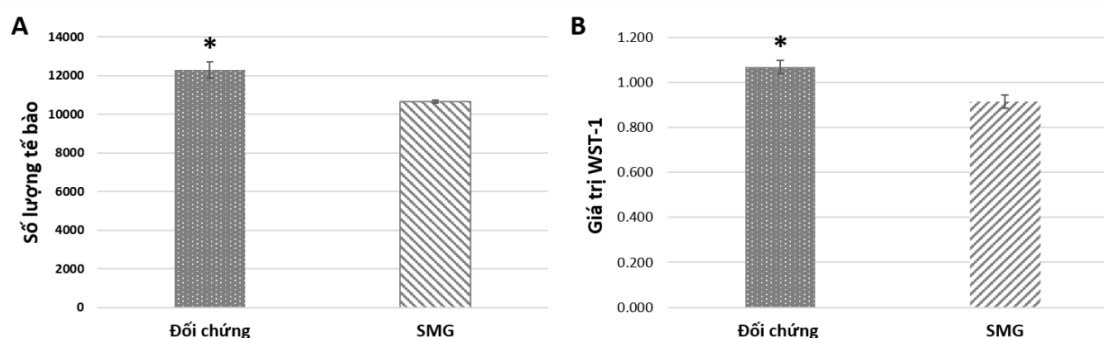 A
Số lượng tế bào
14000
12000
10000
8000
6000
4000
2000
0
*
Đối chứng
SMG
B
Giá trị WST-1
1.200
1.000
0.800
0.600
0.400
0.200
0.000
*
Đối chứng
SMG